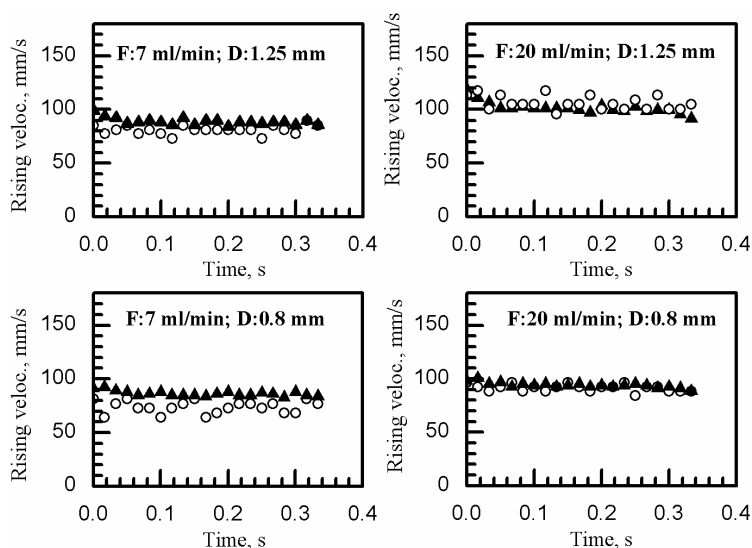 F:7 ml/min; D:1.25 mm
Rising veloc., mm/s
150
100
50
0
0.0 0.1 0.2 0.3 0.4
Time, s
F:20 ml/min; D:1.25 mm
Rising veloc., mm/s
150
100
50
0
0.0 0.1 0.2 0.3 0.4
Time, s
F:7 ml/min; D:0.8 mm
Rising veloc., mm/s
150
100
50
0
0.0 0.1 0.2 0.3 0.4
Time, s
F:20 ml/min; D:0.8 mm
Rising veloc., mm/s
150
100
50
0
0.0 0.1 0.2 0.3 0.4
Time, s